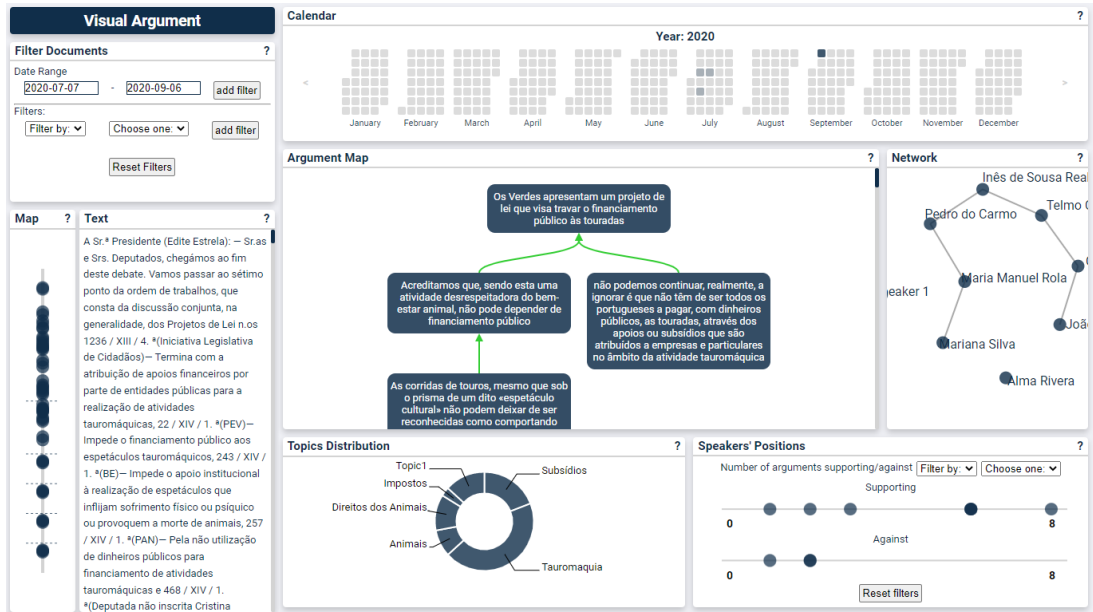 Visual Argument
Filter Documents ?
Date Range
2020-07-07 - 2020-09-06 add filter
Filters:
Filter by: Choose one: add filter
Reset Filters
Map ?
Text ?
A Sr.ª Presidente (Edite Estrela): — Sr.as
e Srs. Deputados, chegámos ao fim
deste debate. Vamos passar ao sétimo
ponto da ordem de trabalhos, que
consta da discussão conjunta, na
generalidade, dos Projetos de Lei n.os
1236 / XIII / 4. ª(Iniciativa Legislativa
de Cidadãos)— Termina com a
atribuição de apoios financeiros por
parte de entidades públicas para a
realização de atividades
tauromáquicas, 22 / XIV / 1. ª(PEV)—
Impede o financiamento público aos
espetáculos tauromáquicos, 243 / XIV /
1. ª(BE)— Impede o apoio institucional
à realização de espetáculos que
inflijam sofrimento físico ou psíquico
ou provoquem a morte de animais, 257
/ XIV / 1. ª(PAN)— Pela não utilização
de dinheiros públicos para
financiamento de atividades
tauromáquicas e 468 / XIV / 1.
ª(Deputada não inscrita Cristina
Calendar ?
Year: 2020
< >
January February March April May June July August September October November December
Argument Map ?
Os Verdes apresentam um projeto de
lei que visa travar o financiamento
público às touradas
Acreditamos que, sendo esta uma
atividade desrespeitadora do bem-
estar animal, não pode depender de
financiamento público
não podemos continuar, realmente, a
ignorar é que não têm de ser todos os
portugueses a pagar, com dinheiros
públicos, as touradas, através dos
apoios ou subsídios que são
atribuídos a empresas e particulares
no âmbito da atividade tauromáquica
As corridas de touros, mesmo que sob
o prisma de um dito «espetáculo
cultural» não podem deixar de ser
reconhecidas como comportando
Network ?
Inês de Sousa Real
Telmo
Pedro do Carmo
Maria Manuel Rola
eaker 1
João
Mariana Silva
Alma Rivera
Topics Distribution ?
Topic1
Subsídios
Impostos
Direitos dos Animais
Animais
Tauromaquia
Speakers' Positions ?
Number of arguments supporting/against Filter by: Choose one:
Supporting
0 8
Against
0 8
Reset filters